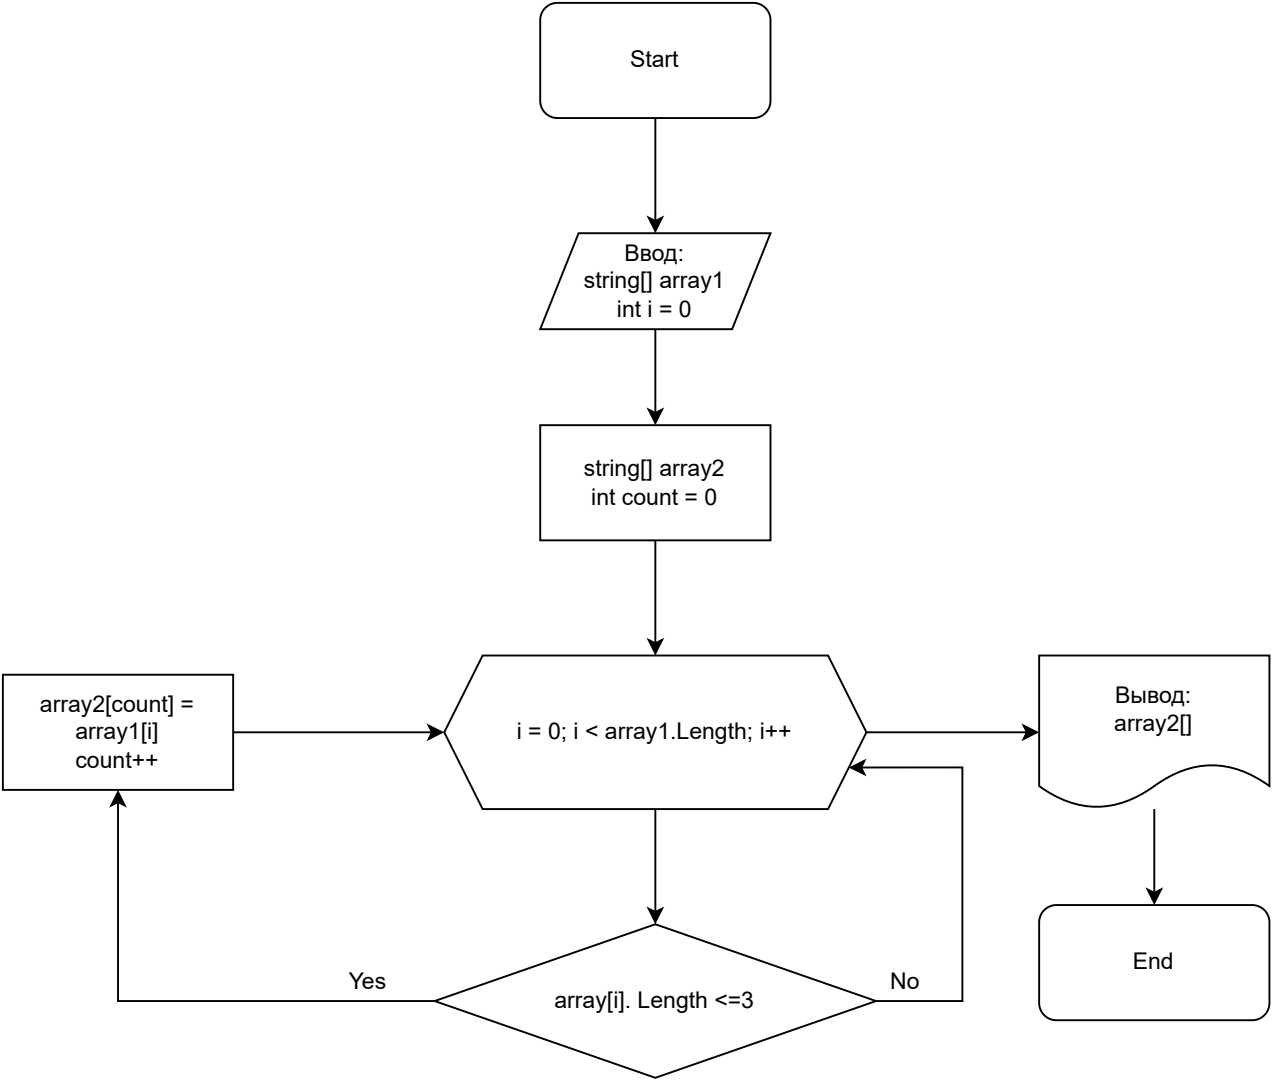 Start
Ввод:
string[] array1
int i = 0
string[] array2
int count = 0
array2[count] =
array1[i]
count++
i = 0; i < array1.Length; i++
Вывод:
array2[]
Yes
array[i]. Length <=3
No
End